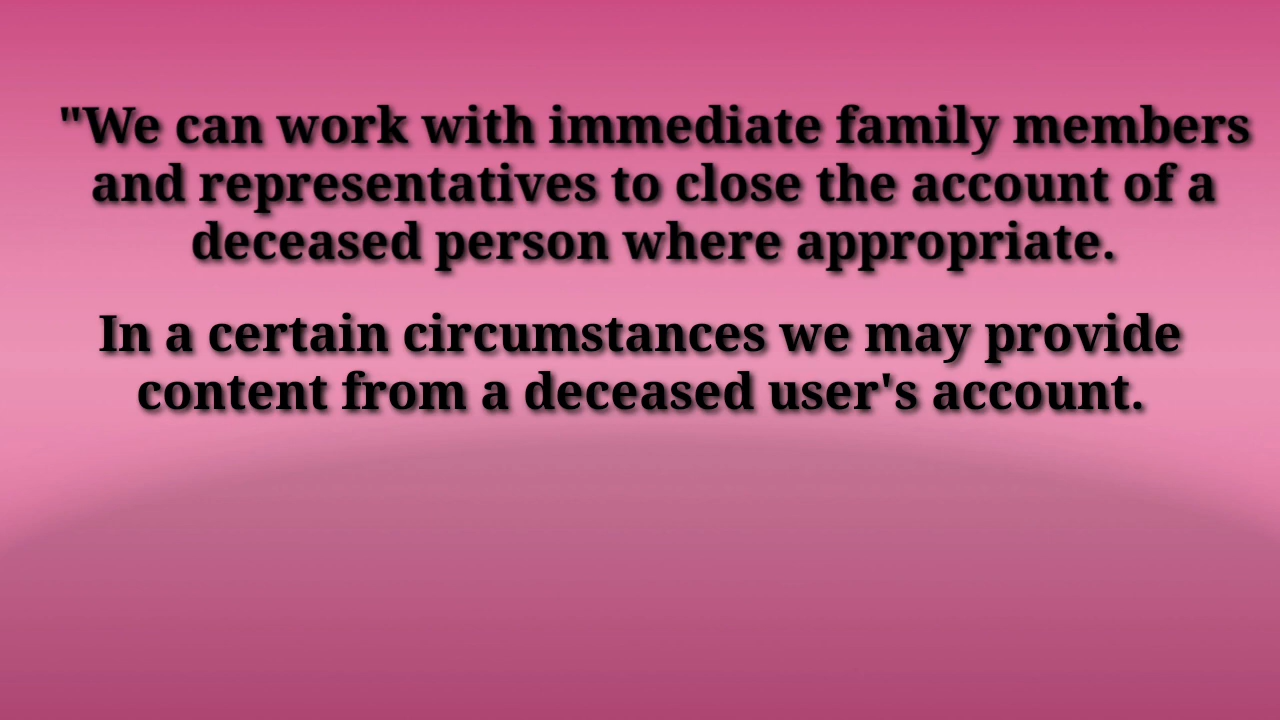 "We can work with immediate family members
and representatives to close the account of a
deceased person where appropriate.
In a certain circumstances we may provide
content from a deceased user's account.